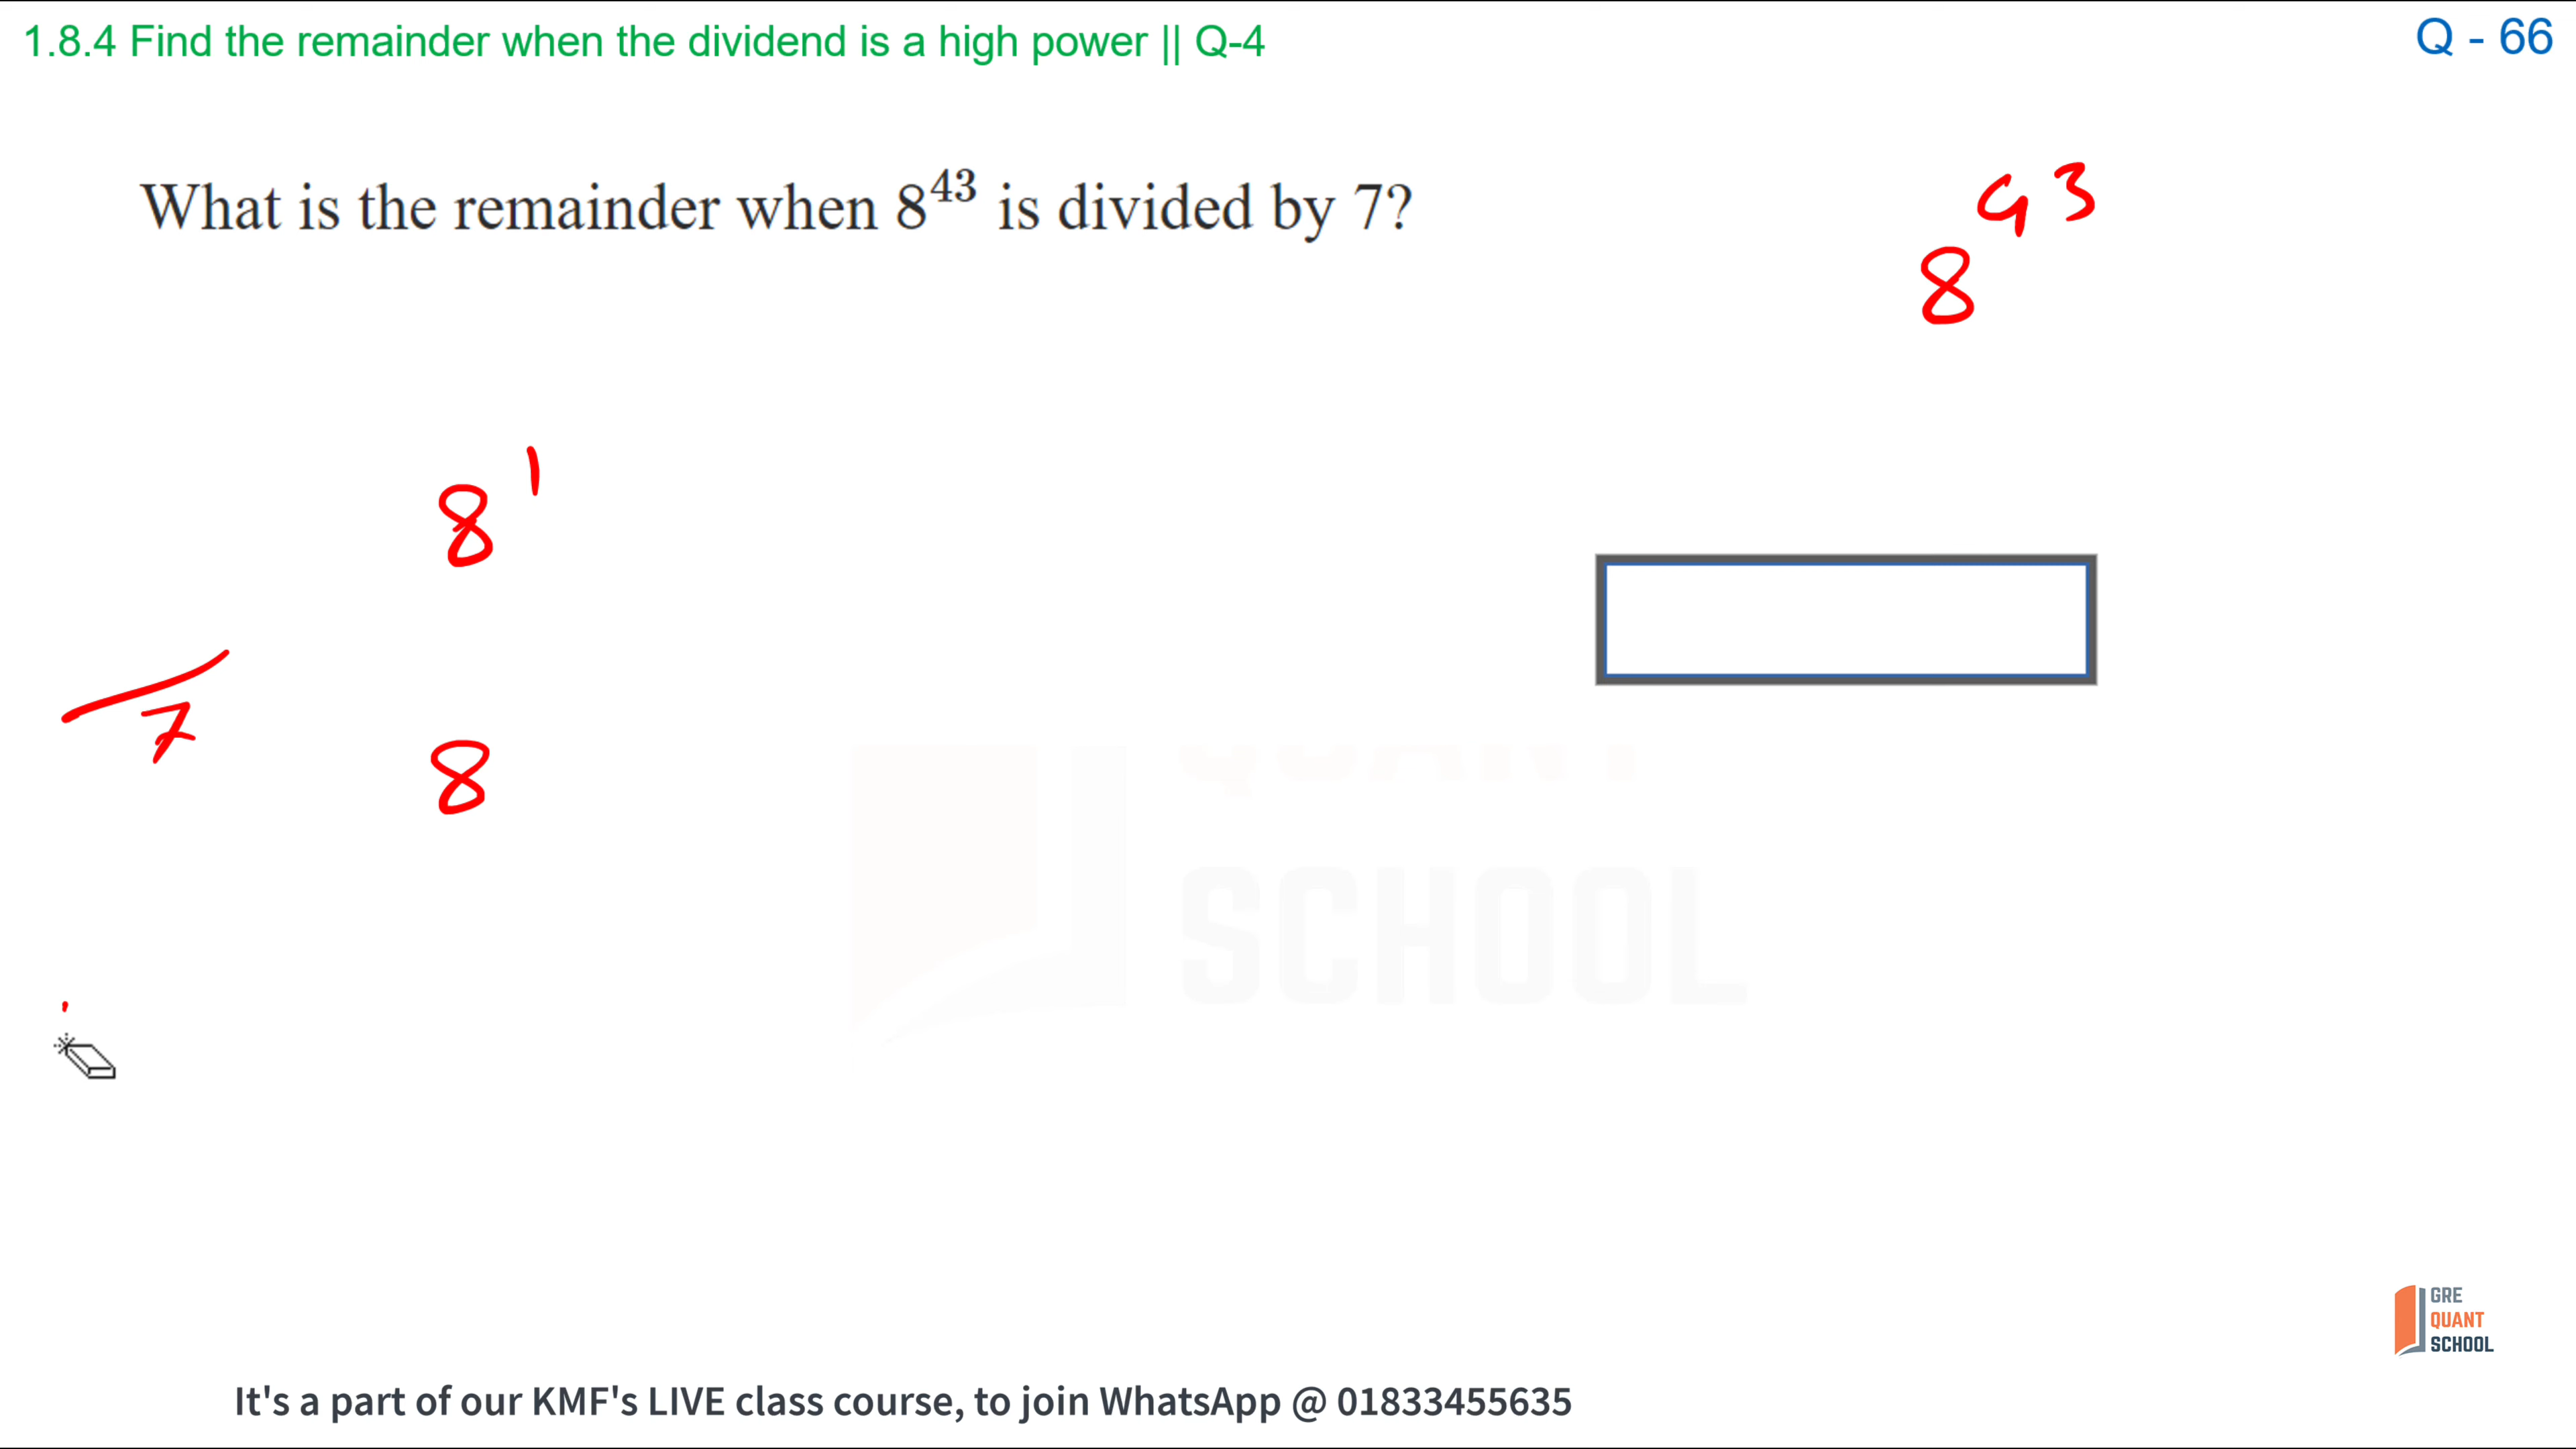 1.8.4 Find the remainder when the dividend is a high power || Q-4
Q - 66
What is the remainder when 8^43 is divided by 7?
8^43
8^1
7
8
SCHOOL
GRE
QUANT
SCHOOL
It's a part of our KMF's LIVE class course, to join WhatsApp @ 01833455635